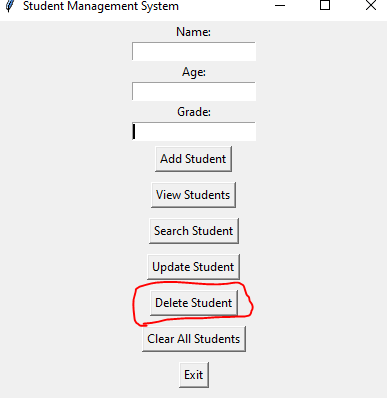 Student Management System
Name:
Age:
Grade:
Add Student
View Students
Search Student
Update Student
Delete Student
Clear All Students
Exit